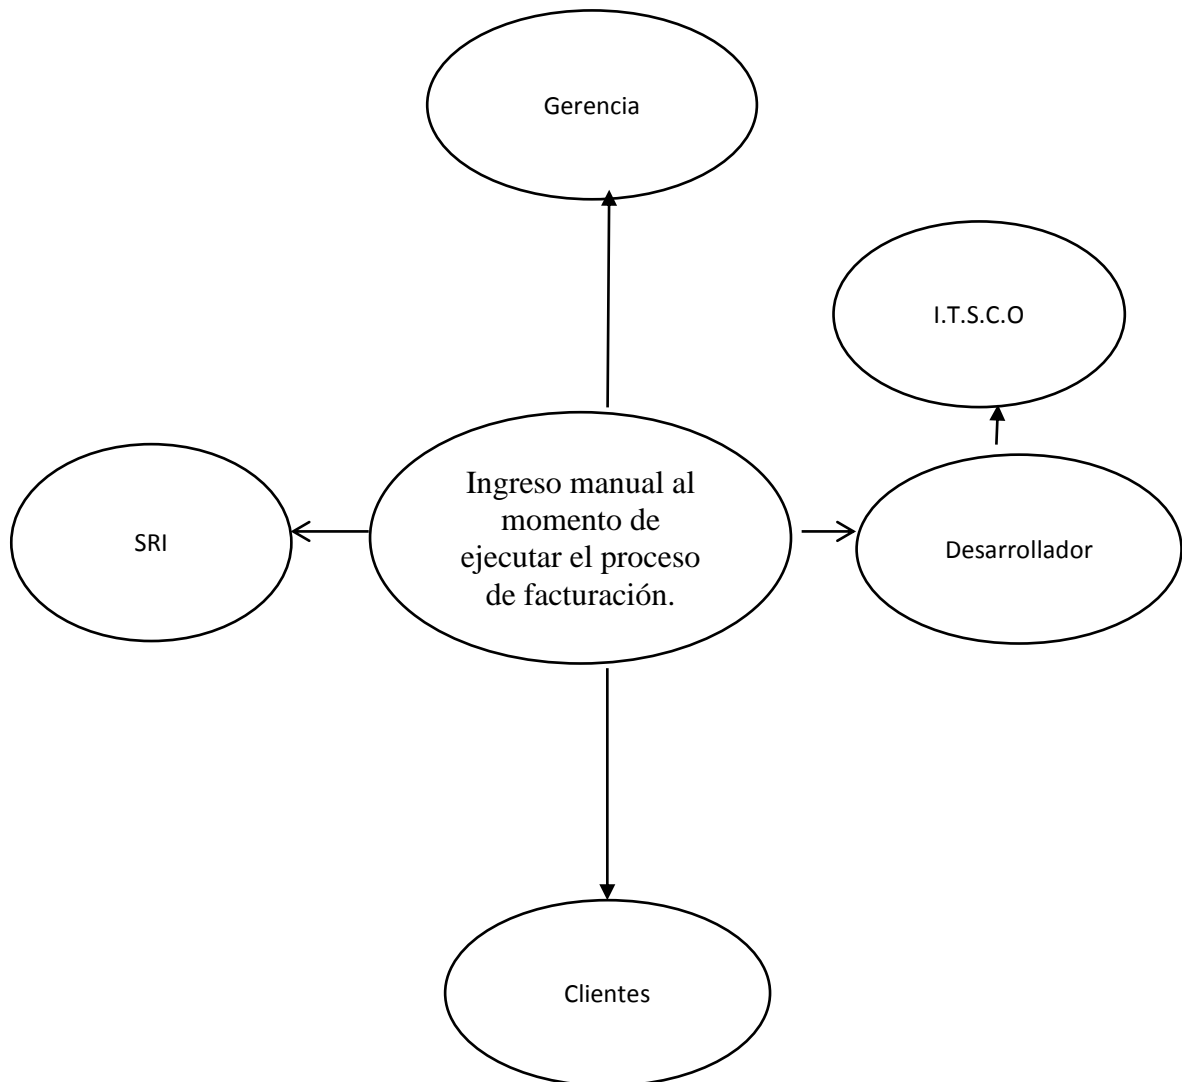 Gerencia
I.T.S.C.O
Ingreso manual al
momento de
ejecutar el proceso
de facturación.
SRI
Desarrollador
Clientes